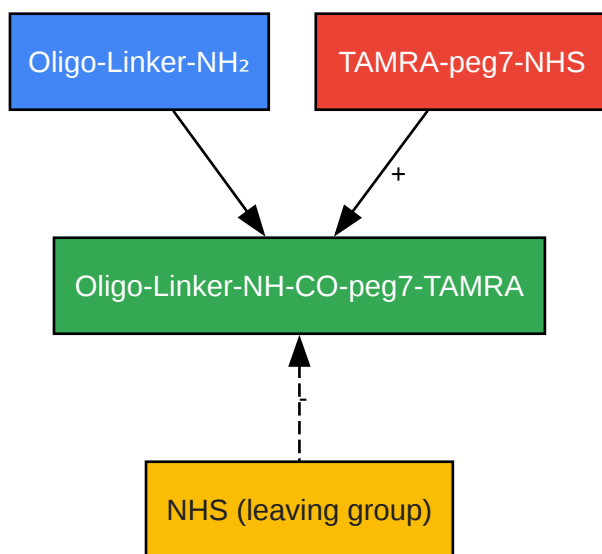 Oligo-Linker-NH₂
TAMRA-peg7-NHS
+
Oligo-Linker-NH-CO-peg7-TAMRA
-
NHS (leaving group)